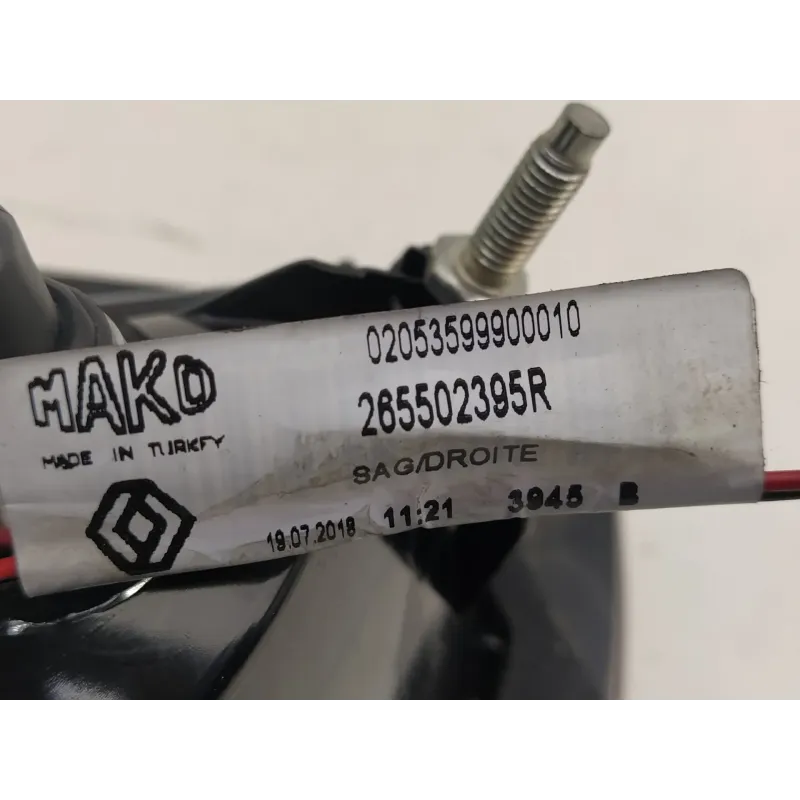 MAKO
MADE IN TURKEY
02053599900010
265502395R
SAG/DROITE
19.07.2018 11:21 3945 B